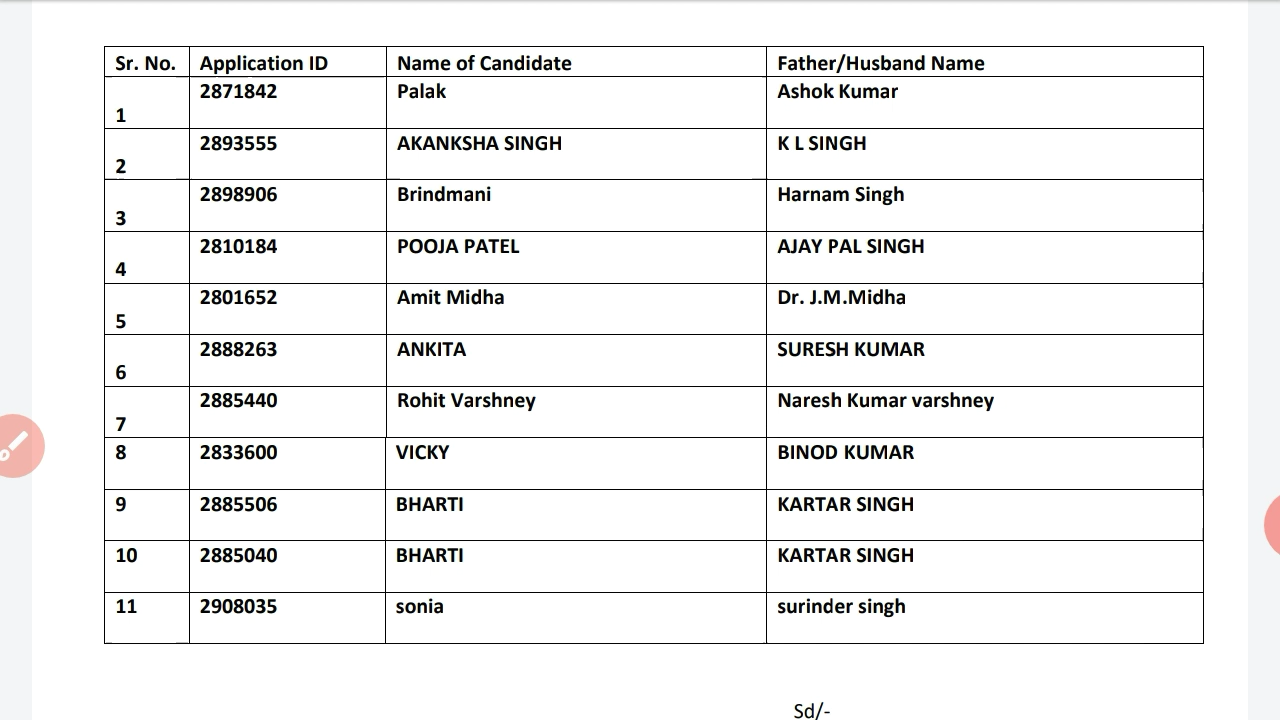 Sr. No. Application ID Name of Candidate Father/Husband Name
1 2871842 Palak Ashok Kumar
2 2893555 AKANKSHA SINGH K L SINGH
3 2898906 Brindmani Harnam Singh
4 2810184 POOJA PATEL AJAY PAL SINGH
5 2801652 Amit Midha Dr. J.M.Midha
6 2888263 ANKITA SURESH KUMAR
7 2885440 Rohit Varshney Naresh Kumar varshney
8 2833600 VICKY BINOD KUMAR
9 2885506 BHARTI KARTAR SINGH
10 2885040 BHARTI KARTAR SINGH
11 2908035 sonia surinder singh
Sd/-